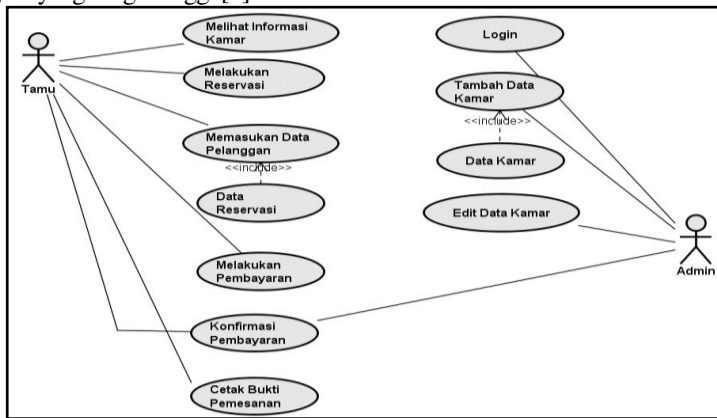 Melihat Informasi
Kamar
Melakukan
Reservasi
Tamu
Memasukan Data
Pelanggan
<<include>>
Data
Reservasi
Melakukan
Pembayaran
Konfirmasi
Pembayaran
Cetak Bukti
Pemesanan
Login
Tambah Data
Kamar
<<include>>
Data Kamar
Edit Data Kamar
Admin